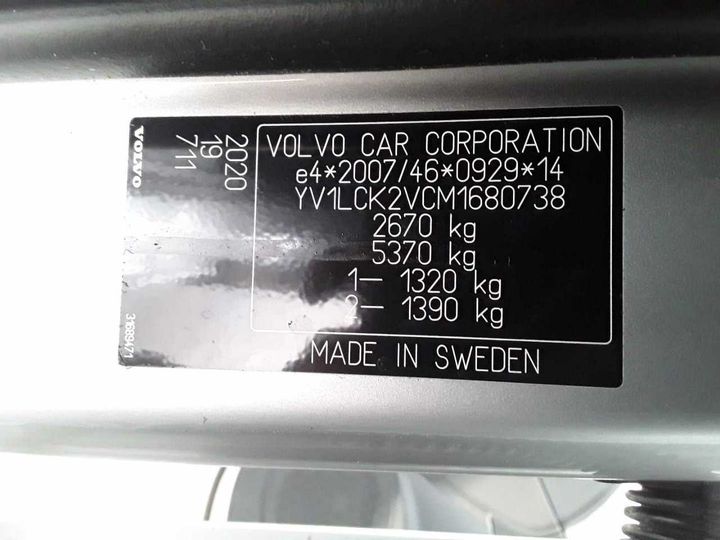 VOLVO
2020
19
711
31689471
VOLVO CAR CORPORATION
e4*2007/46*0929*14
YV1LCK2VCM1680738
2670 kg
5370 kg
1– 1320 kg
2– 1390 kg
MADE IN SWEDEN